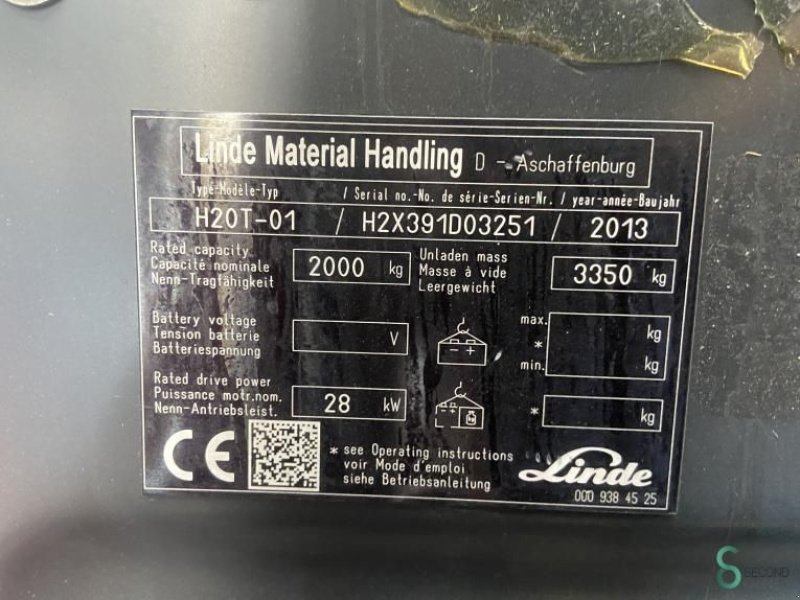 Linde Material Handling D - Aschaffenburg
Type-Modèle-Typ / Serial no.-No. de série-Serien-Nr. / year-année-Baujahr
H20T-01 / H2X391D03251 / 2013
Rated capacity
Capacité nominale
Nenn-Tragfähigkeit
2000 kg
Unladen mass
Masse à vide
Leergewicht
3350 kg
Battery voltage
Tension batterie
Batteriespannung
V
max. kg
*
min. kg
Rated drive power
Puissance motr.nom.
Nenn-Antriebsleist.
28 kW
* kg
CE
* see Operating instructions
voir Mode d'emploi
siehe Betriebsanleitung
Linde
000 938 45 25
SECOND